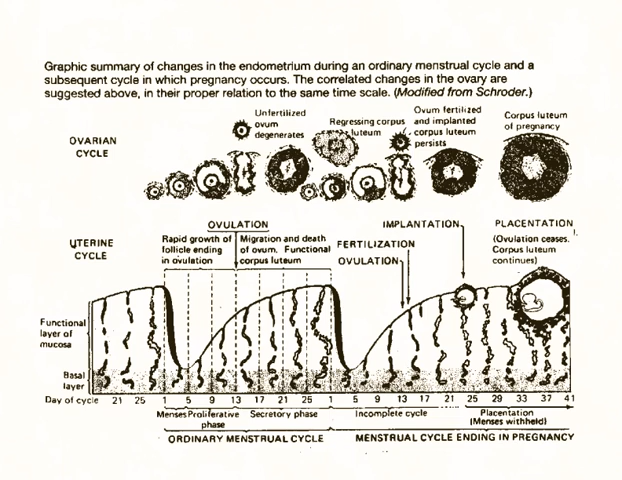 Graphic summary of changes in the endometrium during an ordinary menstrual cycle and a
subsequent cycle in which pregnancy occurs. The correlated changes in the ovary are
suggested above, in their proper relation to the same time scale. (Modified from Schroder.)
OVARIAN
CYCLE
Unfertilized
ovum
degenerates
Regressing corpus
luteum
Ovum fertilized
and implanted
corpus luteum
persists
Corpus luteum
of pregnancy
UTERINE
CYCLE
OVULATION
Rapid growth of
follicle ending
in ovulation
Migration and death
of ovum. Functional
corpus luteum
IMPLANTATION
FERTILIZATION
OVULATION
PLACENTATION
(Ovulation ceases.
Corpus luteum
continues)
Functional
layer of
mucosa
Basal
layer
Day of cycle 21 25 1 5 9 13 17 21 25 1 5 9 13 17 21 25 29 33 37 41
Menses Proliferative
phase
Secretory phase
Incomplete cycle
Placentation
(Menses withheld)
ORDINARY MENSTRUAL CYCLE
MENSTRUAL CYCLE ENDING IN PREGNANCY